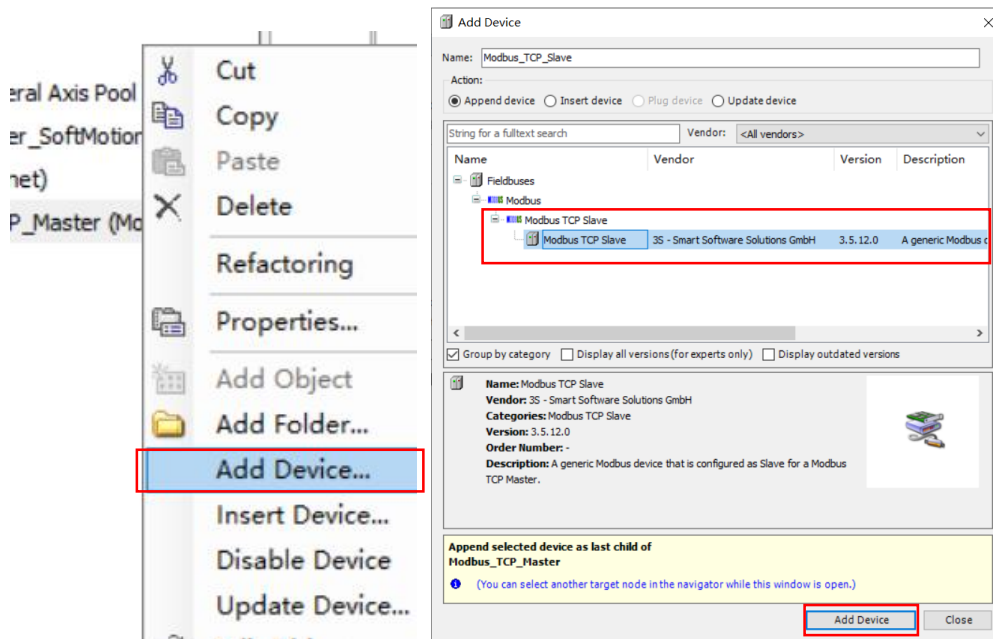 eral Axis Pool
er_SoftMotion
net)
P_Master (Mo
Cut
Copy
Paste
Delete
Refactoring
Properties...
Add Object
Add Folder...
Add Device...
Insert Device...
Disable Device
Update Device...
Add Device
Name: Modbus_TCP_Slave
Action:
Append device Insert device Plug device Update device
String for a fulltext search Vendor: <All vendors>
Name Vendor Version Description
Fieldbuses
Modbus
Modbus TCP Slave
Modbus TCP Slave 3S - Smart Software Solutions GmbH 3.5.12.0 A generic Modbus d
Group by category Display all versions (for experts only) Display outdated versions
Name: Modbus TCP Slave
Vendor: 3S - Smart Software Solutions GmbH
Categories: Modbus TCP Slave
Version: 3.5.12.0
Order Number: -
Description: A generic Modbus device that is configured as Slave for a Modbus
TCP Master.
Append selected device as last child of
Modbus_TCP_Master
(You can select another target node in the navigator while this window is open.)
Add Device Close